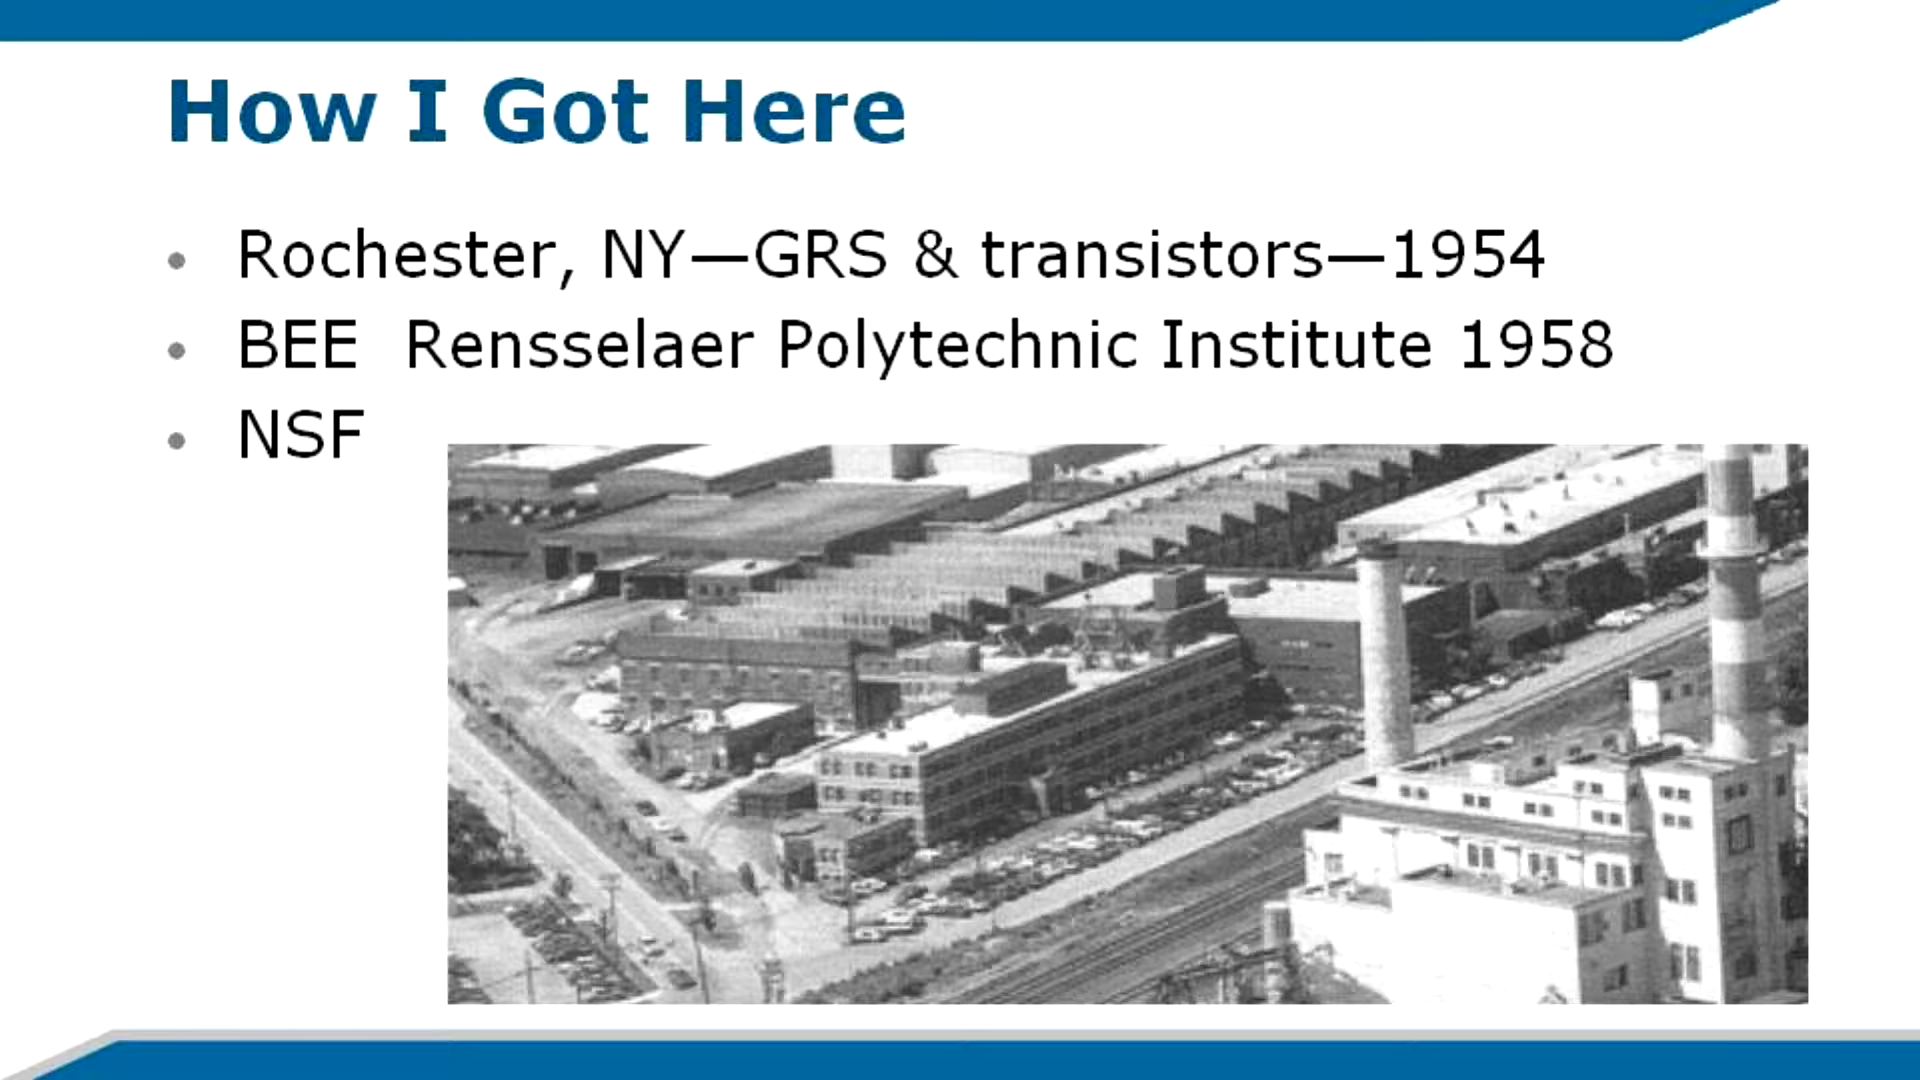 How I Got Here
Rochester, NY—GRS & transistors—1954
BEE  Rensselaer Polytechnic Institute 1958
NSF